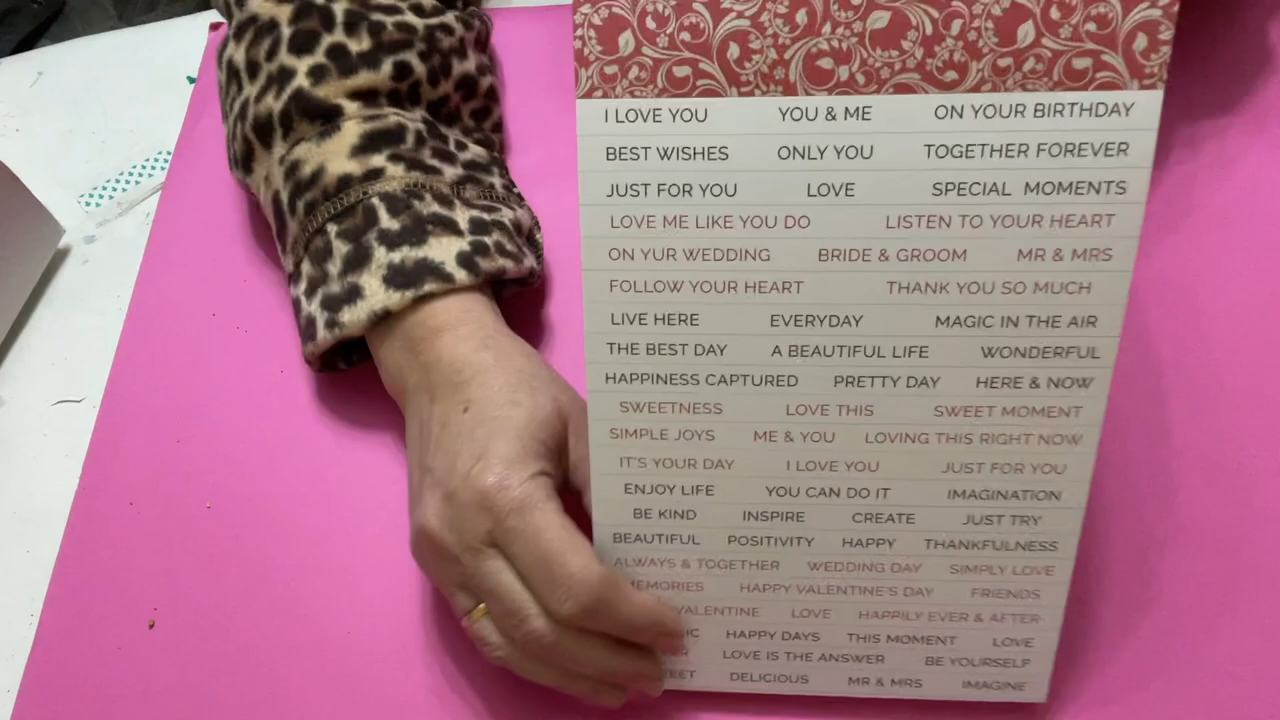 I LOVE YOU YOU & ME ON YOUR BIRTHDAY
BEST WISHES ONLY YOU TOGETHER FOREVER
JUST FOR YOU LOVE SPECIAL MOMENTS
LOVE ME LIKE YOU DO LISTEN TO YOUR HEART
ON YUR WEDDING BRIDE & GROOM MR & MRS
FOLLOW YOUR HEART THANK YOU SO MUCH
LIVE HERE EVERYDAY MAGIC IN THE AIR
THE BEST DAY A BEAUTIFUL LIFE WONDERFUL
HAPPINESS CAPTURED PRETTY DAY HERE & NOW
SWEETNESS LOVE THIS SWEET MOMENT
SIMPLE JOYS ME & YOU LOVING THIS RIGHT NOW
IT'S YOUR DAY I LOVE YOU JUST FOR YOU
ENJOY LIFE YOU CAN DO IT IMAGINATION
BE KIND INSPIRE CREATE JUST TRY
BEAUTIFUL POSITIVITY HAPPY THANKFULNESS
ALWAYS & TOGETHER WEDDING DAY SIMPLY LOVE
MEMORIES HAPPY VALENTINE'S DAY FRIENDS
VALENTINE LOVE HAPPILY EVER & AFTER
HAPPY DAYS THIS MOMENT LOVE
LOVE IS THE ANSWER BE YOURSELF
DELICIOUS MR & MRS IMAGINE